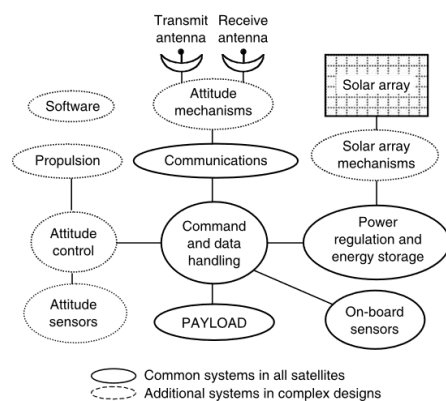 Transmit
antenna
Receive
antenna
Attitude
mechanisms
Solar array
Software
Propulsion
Communications
Solar array
mechanisms
Attitude
control
Command
and data
handling
Power
regulation and
energy storage
Attitude
sensors
PAYLOAD
On-board
sensors
Common systems in all satellites
Additional systems in complex designs